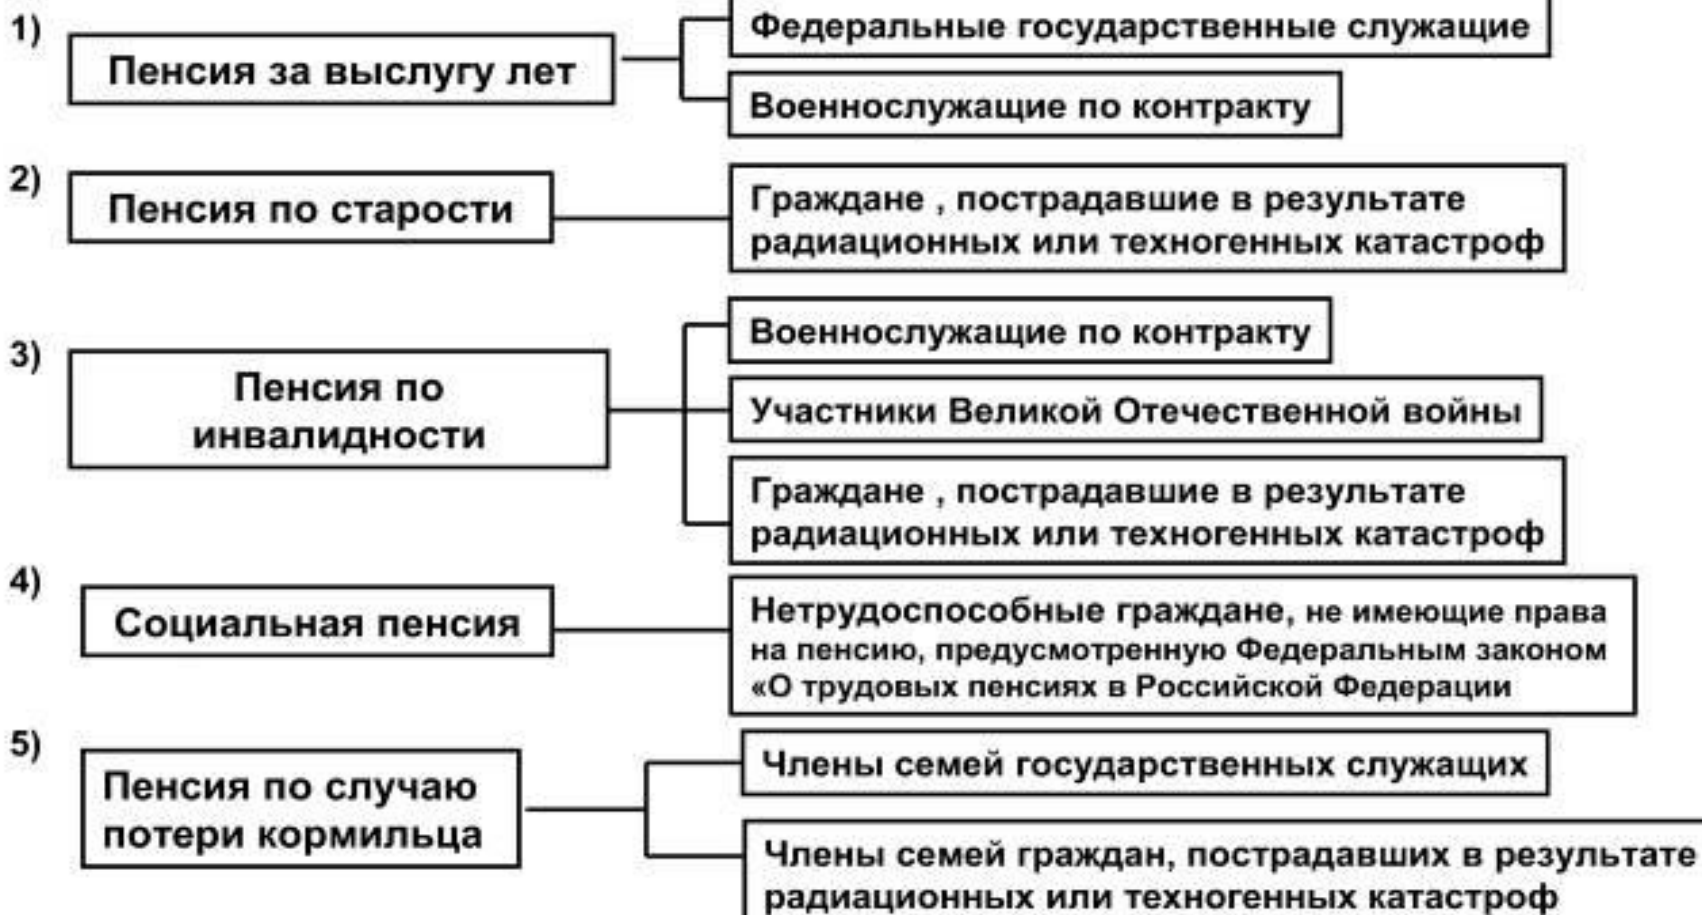 1)
Пенсия за выслугу лет
Федеральные государственные служащие
Военнослужащие по контракту
2)
Пенсия по старости
Граждане , пострадавшие в результате
радиационных или техногенных катастроф
3)
Пенсия по
инвалидности
Военнослужащие по контракту
Участники Великой Отечественной войны
Граждане , пострадавшие в результате
радиационных или техногенных катастроф
4)
Социальная пенсия
Нетрудоспособные граждане, не имеющие права
на пенсию, предусмотренную Федеральным законом
«О трудовых пенсиях в Российской Федерации
5)
Пенсия по случаю
потери кормильца
Члены семей государственных служащих
Члены семей граждан, пострадавших в результате
радиационных или техногенных катастроф